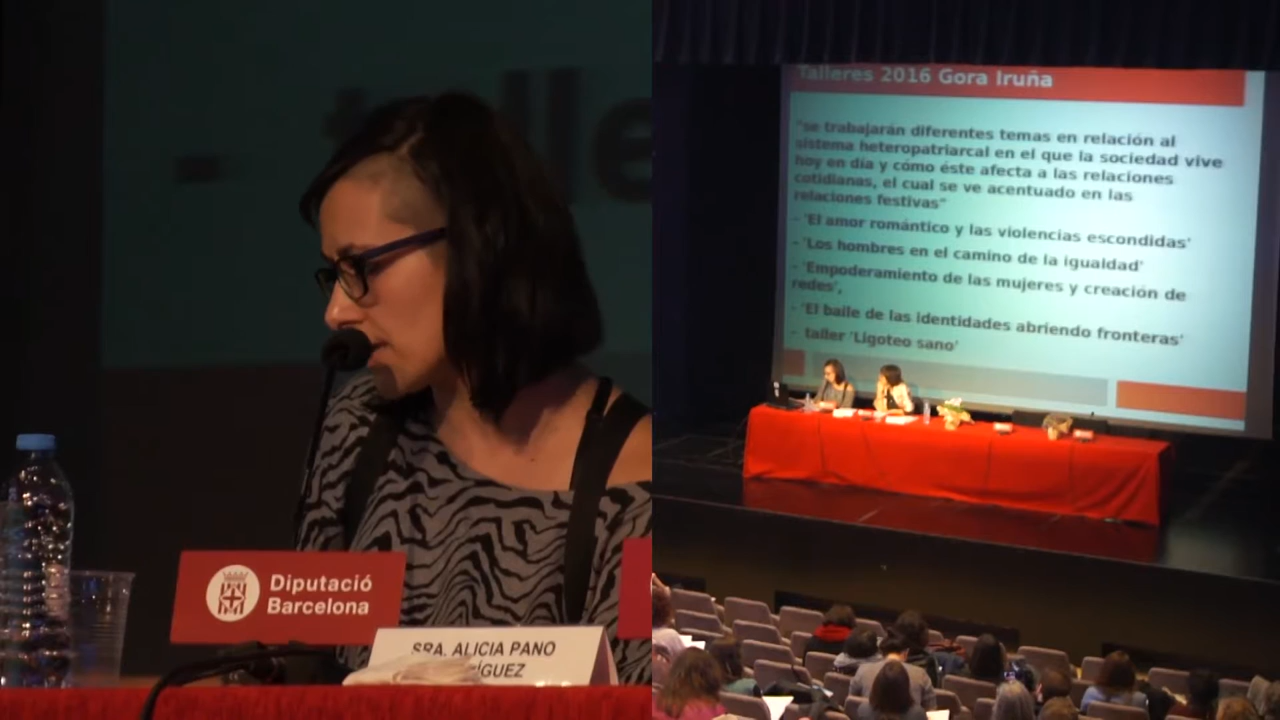 Diputació
Barcelona
SRA. ALICIA PANO
Talleres 2016 Gora Iruña
"se trabajarán diferentes temas en relación al
sistema heteropatriarcal en el que la sociedad vive
hoy en día y cómo éste afecta a las relaciones
cotidianas, el cual se ve acentuado en las
relaciones festivas"
- 'El amor romántico y las violencias escondidas'
- 'Los hombres en el camino de la igualdad'
- 'Empoderamiento de las mujeres y creación de
redes',
- 'El baile de las identidades abriendo fronteras'
- taller 'Ligoteo sano'